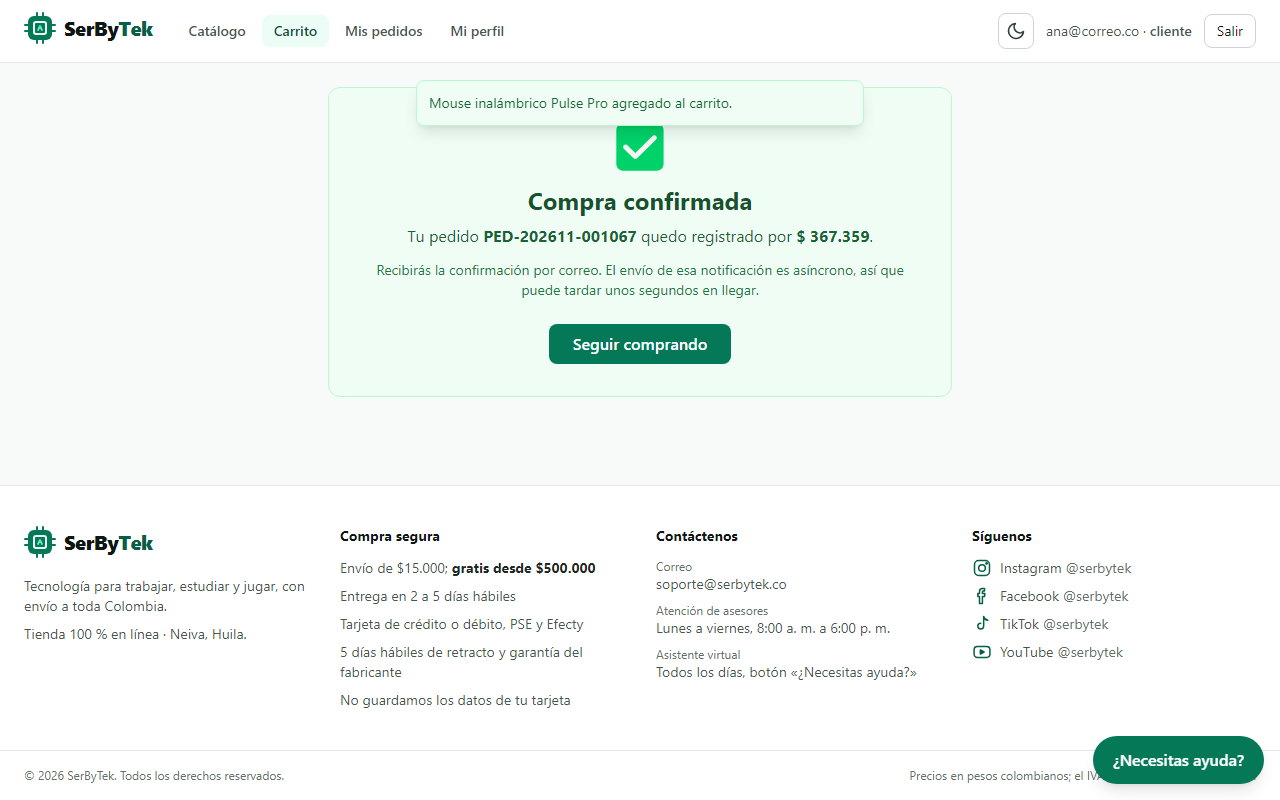 SerByTek
Catálogo
Carrito
Mis pedidos
Mi perfil
ana@correo.co · cliente
Salir
Mouse inalámbrico Pulse Pro agregado al carrito.
Compra confirmada
Tu pedido PED-202611-001067 quedo registrado por $ 367.359.
Recibirás la confirmación por correo. El envío de esa notificación es asíncrono, así que
puede tardar unos segundos en llegar.
Seguir comprando
SerByTek
Tecnología para trabajar, estudiar y jugar, con
envío a toda Colombia.
Tienda 100 % en línea · Neiva, Huila.
Compra segura
Envío de $15.000; gratis desde $500.000
Entrega en 2 a 5 días hábiles
Tarjeta de crédito o débito, PSE y Efecty
5 días hábiles de retracto y garantía del
fabricante
No guardamos los datos de tu tarjeta
Contáctenos
Correo
soporte@serbytek.co
Atención de asesores
Lunes a viernes, 8:00 a. m. a 6:00 p. m.
Asistente virtual
Todos los días, botón «¿Necesitas ayuda?»
Síguenos
Instagram @serbytek
Facebook @serbytek
TikTok @serbytek
YouTube @serbytek
© 2026 SerByTek. Todos los derechos reservados.
Precios en pesos colombianos; el IVA
¿Necesitas ayuda?